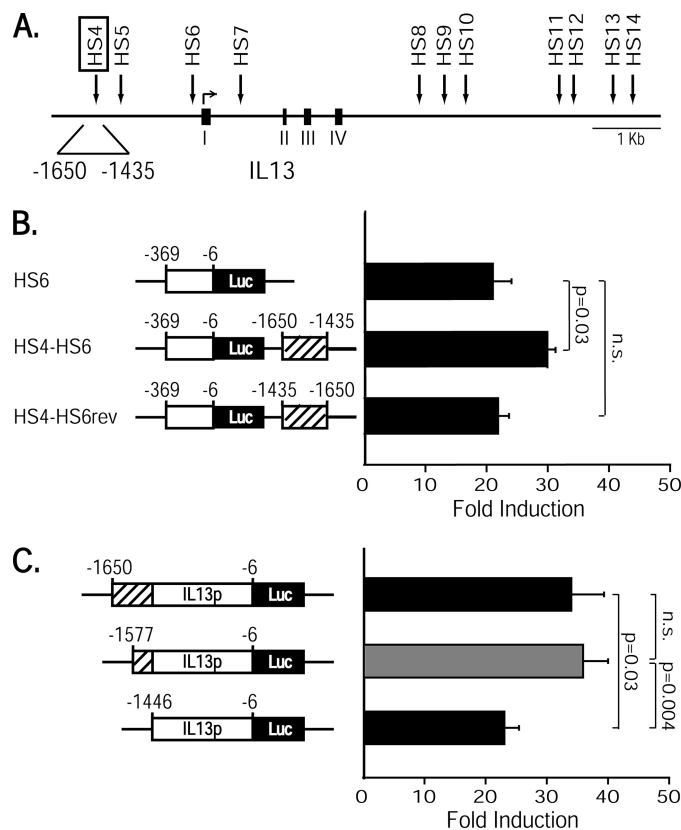 A.
HS4 HS5 HS6 HS7 HS8 HS9 HS10 HS11 HS12 HS13 HS14
I II III IV
1 Kb
-1650 -1435 IL13
B.
-369 -6
HS6 Luc
-369 -6 -1650 -1435
HS4-HS6 Luc
-369 -6 -1435 -1650
HS4-HS6rev Luc
p=0.03
n.s.
0 10 20 30 40 50
Fold Induction
C.
-1650 -6
IL13p Luc
-1577 -6
IL13p Luc
-1446 -6
IL13p Luc
p=0.03
n.s.
p=0.004
0 10 20 30 40 50
Fold Induction